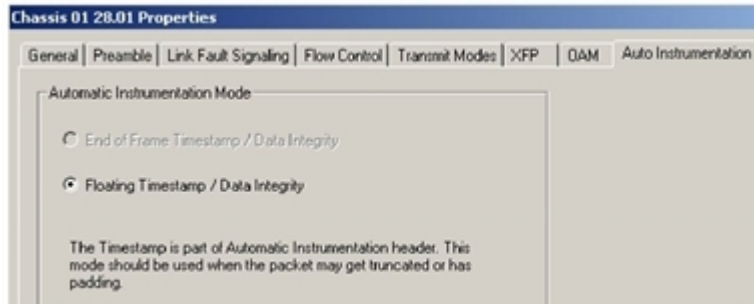 Chassis 01 28.01 Properties
General Preamble Link Fault Signaling Flow Control Transmit Modes XFP OAM Auto Instrumentation
Automatic Instrumentation Mode
End of Frame Timestamp / Data Integrity
Floating Timestamp / Data Integrity
The Timestamp is part of Automatic Instrumentation header. This
mode should be used when the packet may get truncated or has
padding.